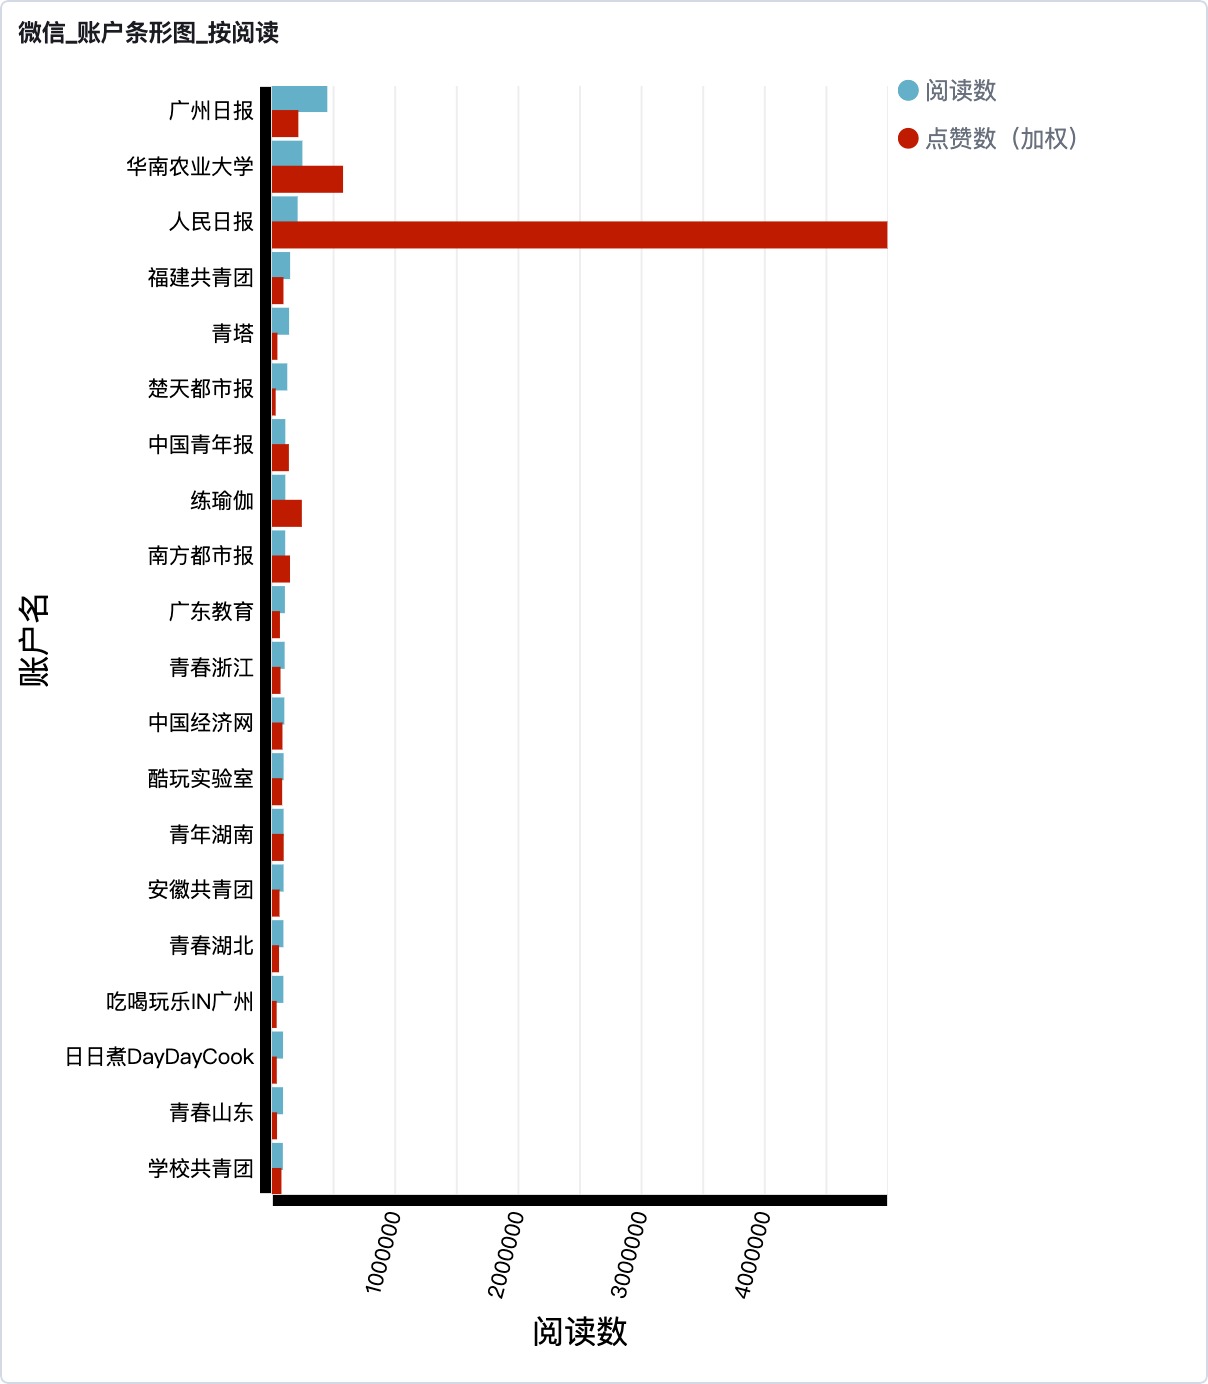 微信_账户条形图_按阅读
阅读数
点赞数（加权）
广州日报
华南农业大学
人民日报
福建共青团
青塔
楚天都市报
中国青年报
练瑜伽
南方都市报
广东教育
青春浙江
中国经济网
酷玩实验室
青年湖南
安徽共青团
青春湖北
吃喝玩乐IN广州
日日煮DayDayCook
青春山东
学校共青团
账户名
1000000
2000000
3000000
4000000
阅读数